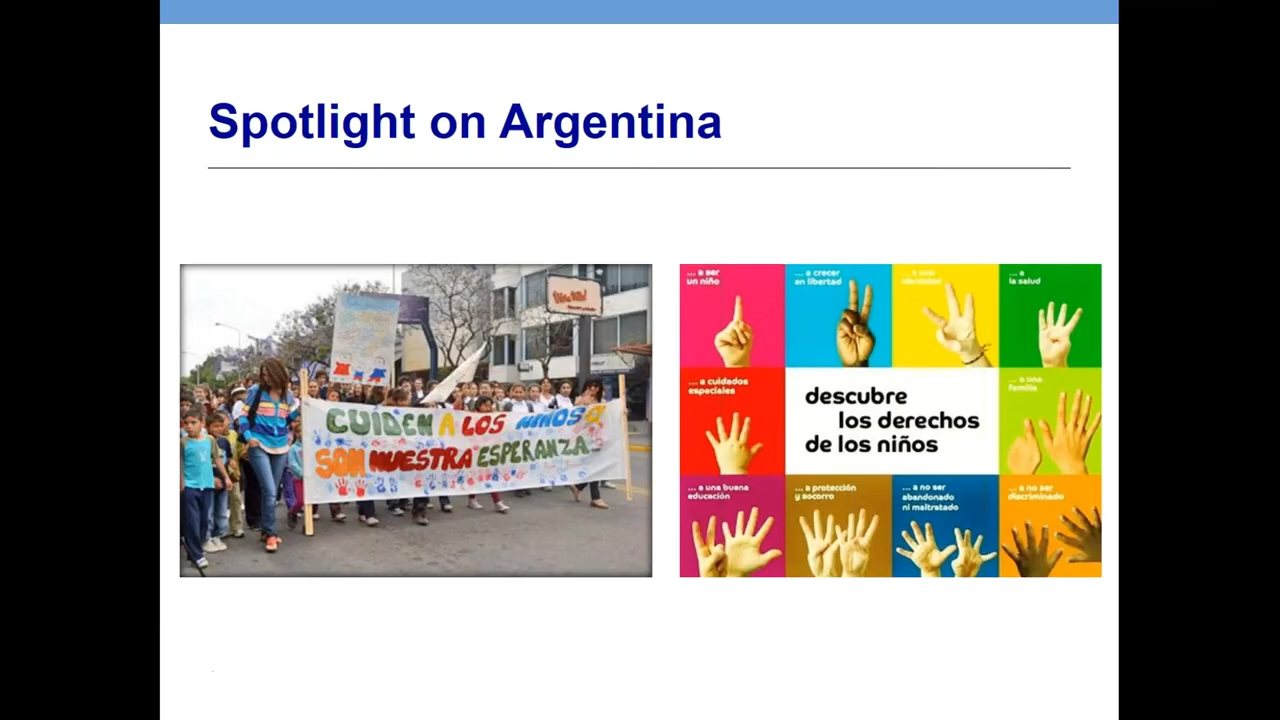 Spotlight on Argentina
CUIDEN A LOS NIÑOS
SON NUESTRA ESPERANZA
... a ser
un niño
... a crecer
en libertad
... a una
identidad
... a
la salud
... a cuidados
especiales
descubre
los derechos
de los niños
... a una
familia
... a una buena
educación
... a protección
y socorro
... a no ser
abandonado
ni maltratado
... a no ser
discriminado